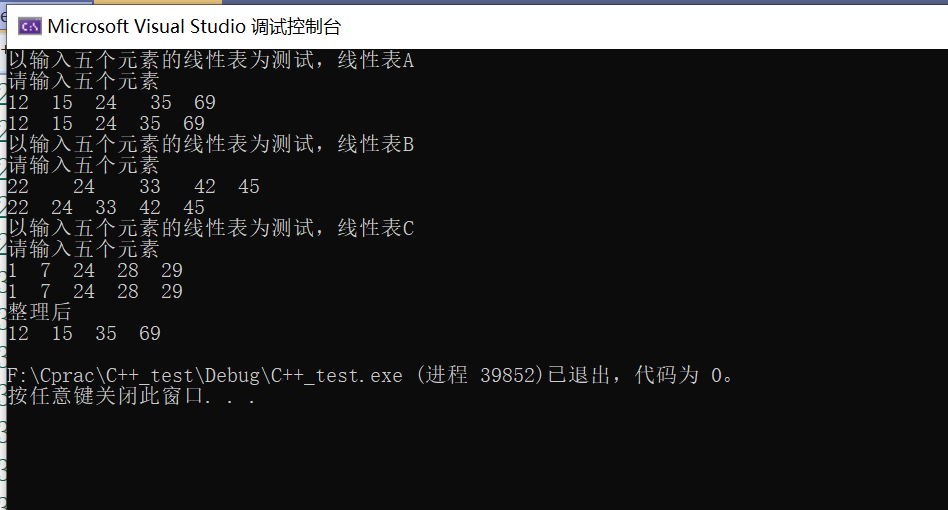 Microsoft Visual Studio 调试控制台
以输入五个元素的线性表为测试，线性表A
请输入五个元素
12  15  24   35  69
12  15  24  35  69
以输入五个元素的线性表为测试，线性表B
请输入五个元素
22    24    33   42  45
22  24  33  42  45
以输入五个元素的线性表为测试，线性表C
请输入五个元素
1  7  24  28  29
1  7  24  28  29
整理后
12  15  35  69
F:\Cprac\C++_test\Debug\C++_test.exe (进程 39852)已退出，代码为 0。
按任意键关闭此窗口. . .